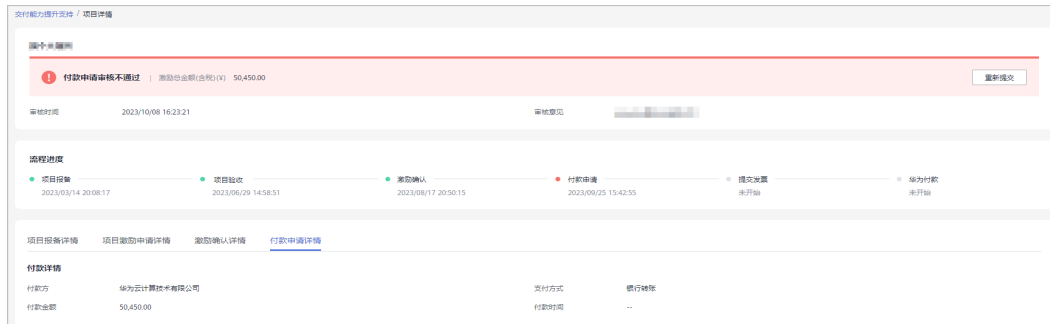 交付能力提升支持 / 项目详情
付款申请审核不通过 | 激励总金额(含税)(¥) 50,450.00 重新提交
审核时间 2023/10/08 16:23:21 审核意见
流程进度
项目报备 项目验收 激励确认 付款申请 提交发票 华为付款
2023/03/14 20:08:17 2023/06/29 14:58:51 2023/08/17 20:50:15 2023/09/25 15:42:55 未开始 未开始
项目报备详情 项目激励申请详情 激励确认详情 付款申请详情
付款详情
付款方 华为云计算技术有限公司 支付方式 银行转账
付款金额 50,450.00 付款时间 --